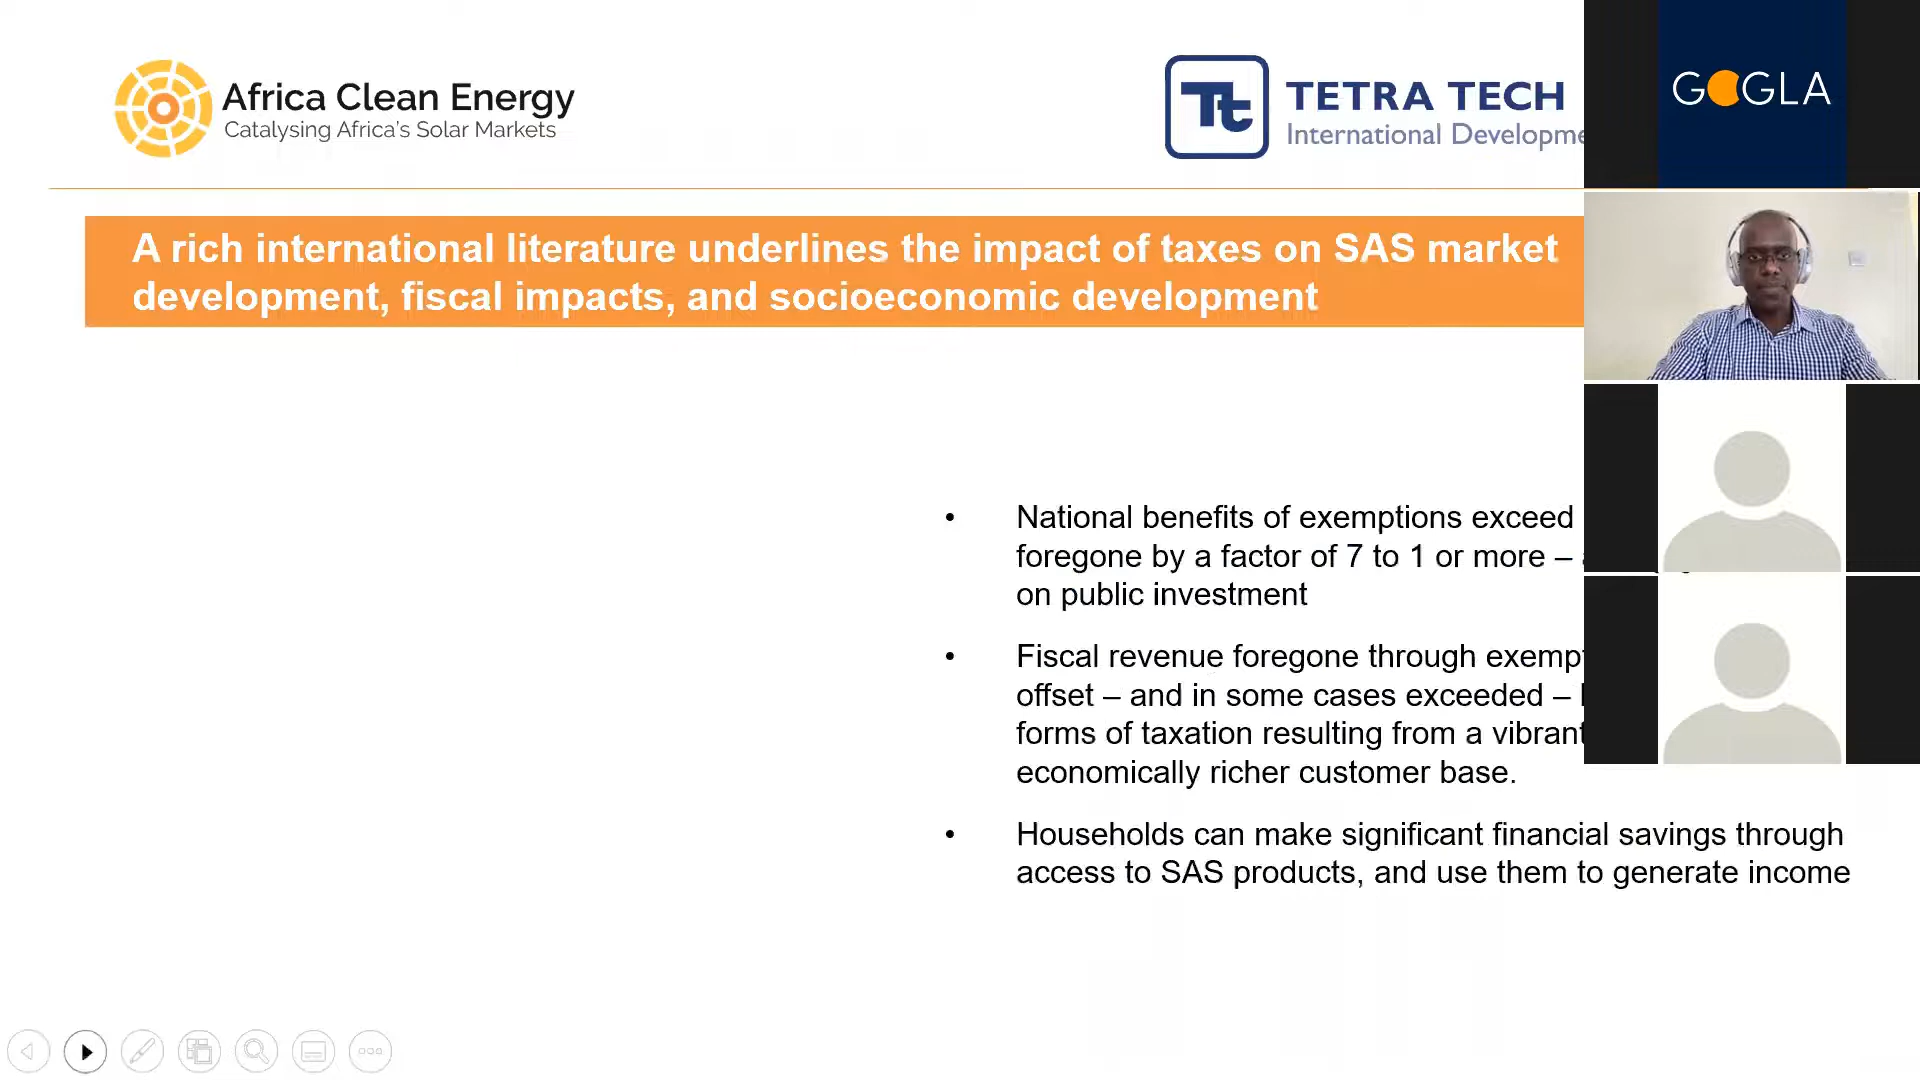 Africa Clean Energy
Catalysing Africa's Solar Markets
Tt
TETRA TECH
International Developme
GOGLA
A rich international literature underlines the impact of taxes on SAS market
development, fiscal impacts, and socioeconomic development
• National benefits of exemptions exceed
foregone by a factor of 7 to 1 or more –
on public investment
• Fiscal revenue foregone through exemp
offset – and in some cases exceeded –
forms of taxation resulting from a vibrant
economically richer customer base.
• Households can make significant financial savings through
access to SAS products, and use them to generate income